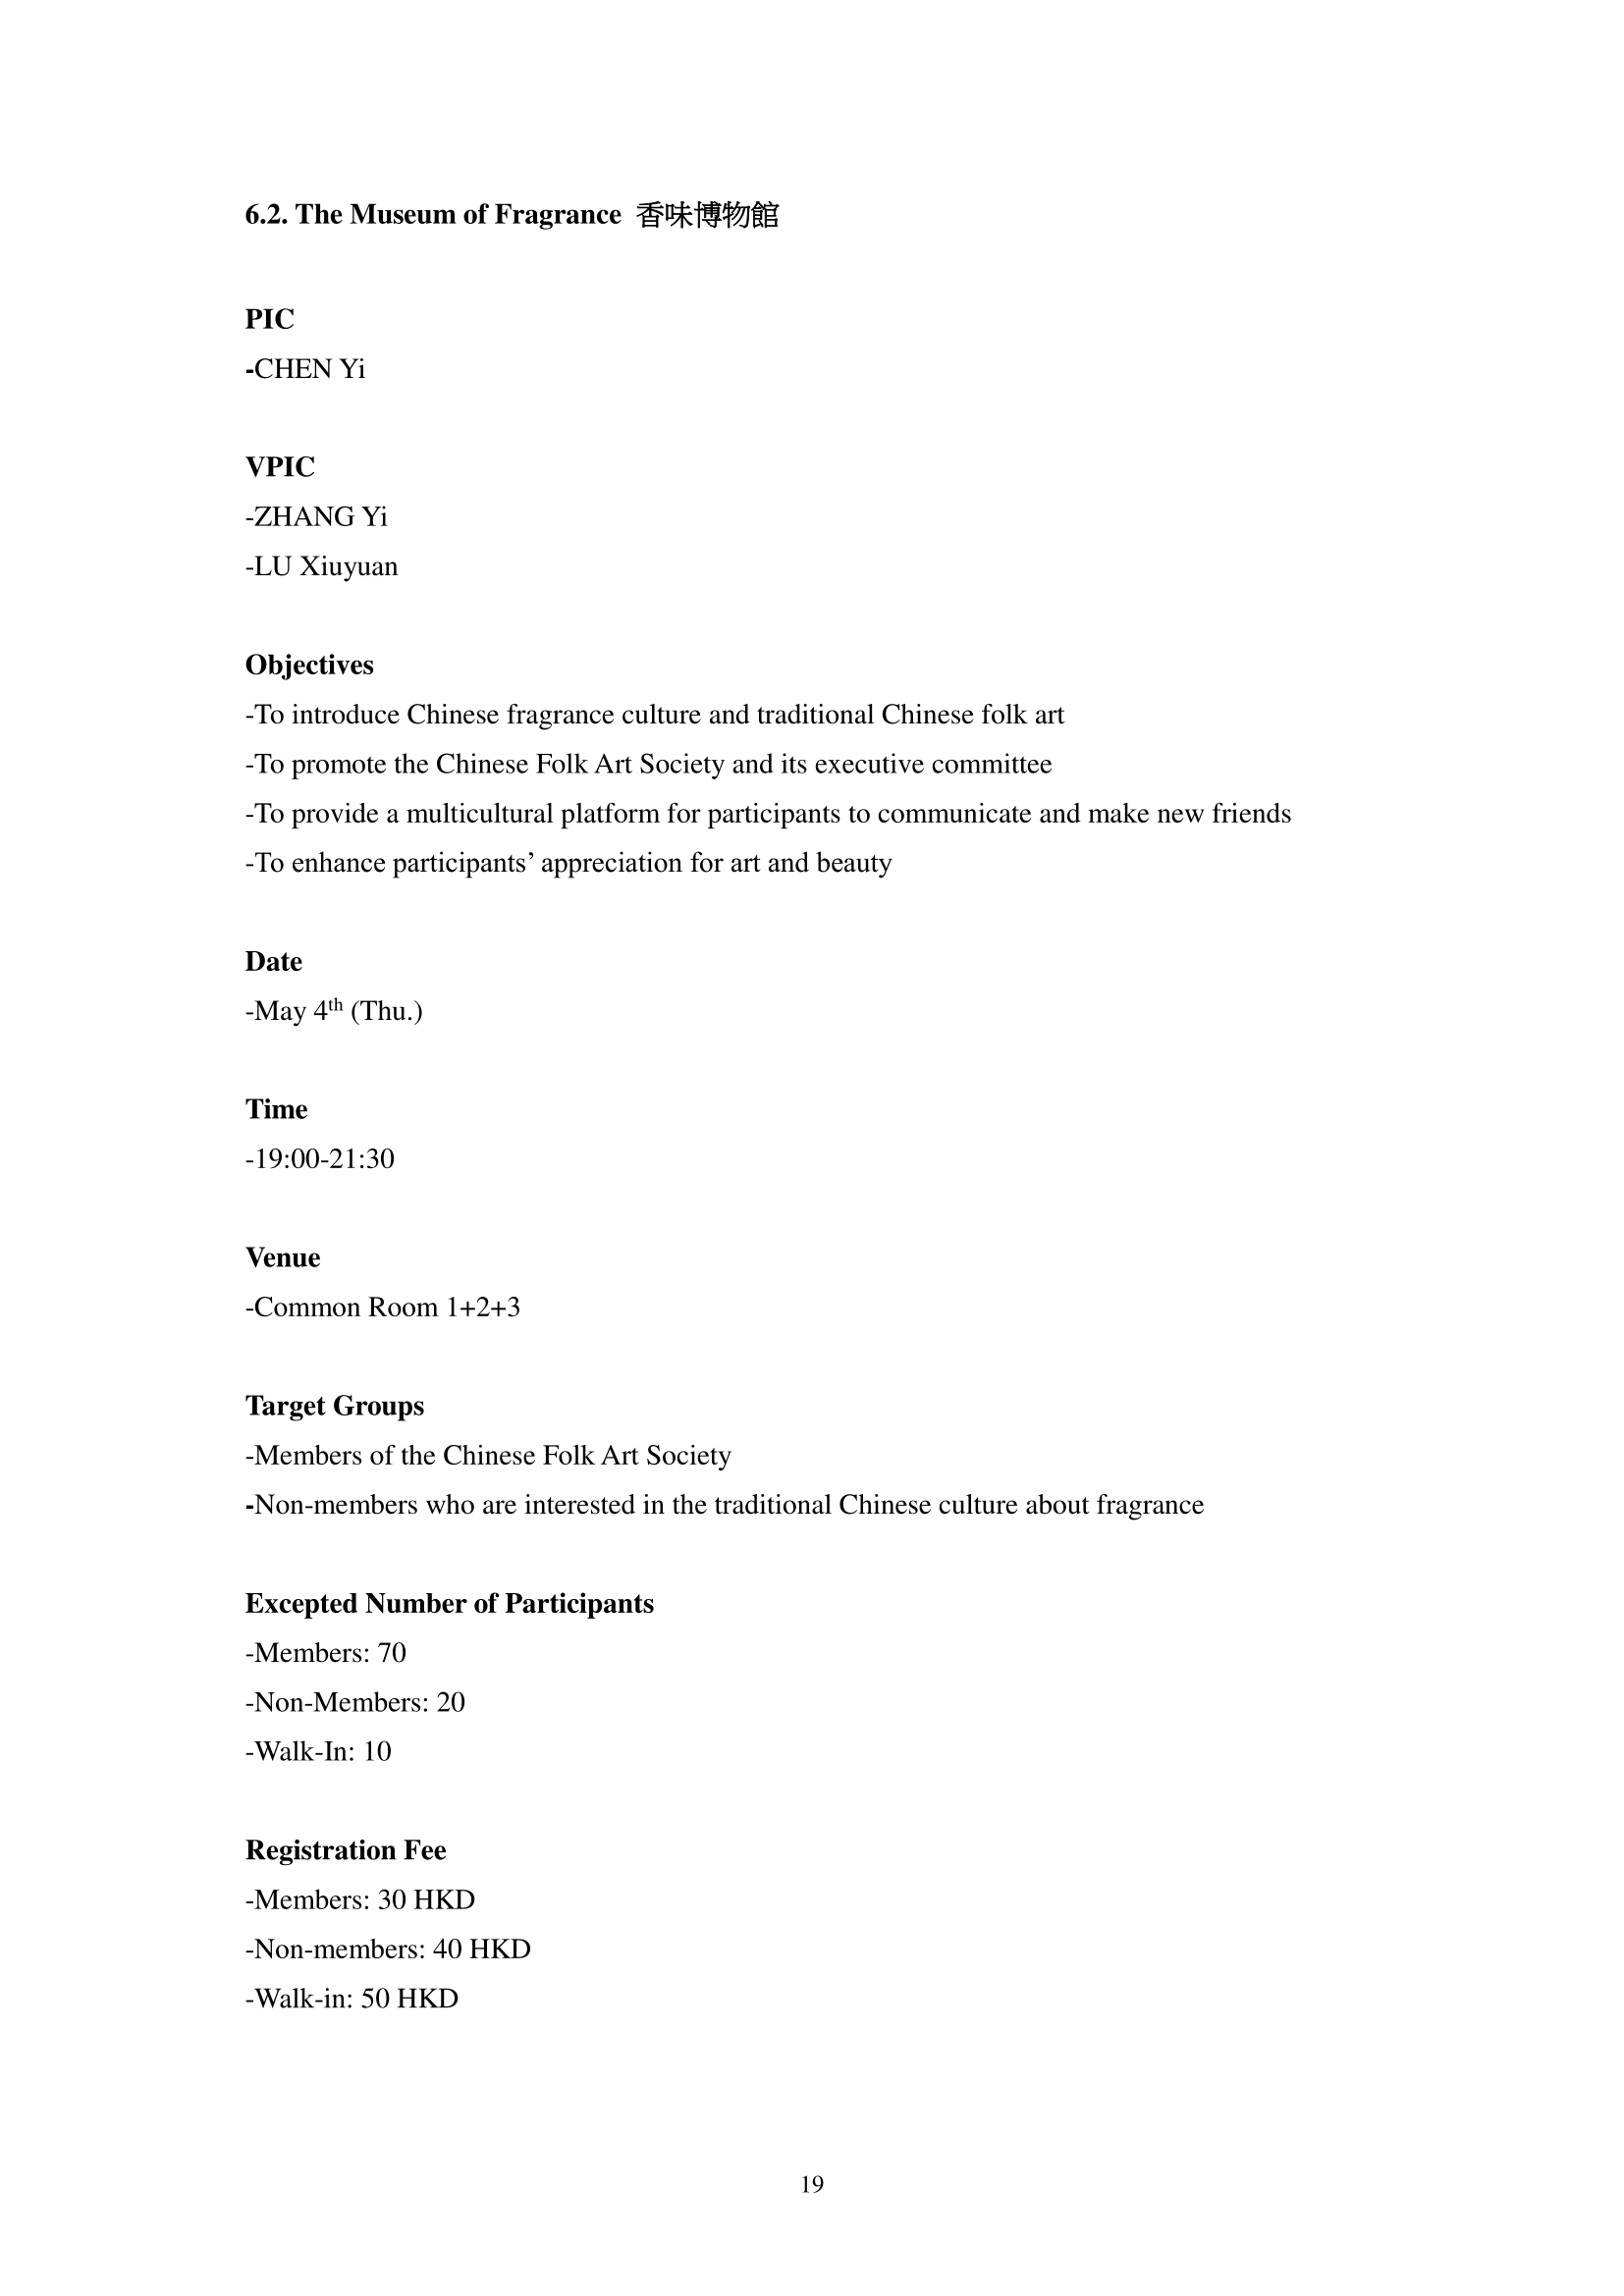 6.2. The Museum of Fragrance 香味博物館
PIC
-CHEN Yi
VPIC
-ZHANG Yi
-LU Xiuyuan
Objectives
-To introduce Chinese fragrance culture and traditional Chinese folk art
-To promote the Chinese Folk Art Society and its executive committee
-To provide a multicultural platform for participants to communicate and make new friends
-To enhance participants’ appreciation for art and beauty
Date
-May 4th (Thu.)
Time
-19:00-21:30
Venue
-Common Room 1+2+3
Target Groups
-Members of the Chinese Folk Art Society
-Non-members who are interested in the traditional Chinese culture about fragrance
Excepted Number of Participants
-Members: 70
-Non-Members: 20
-Walk-In: 10
Registration Fee
-Members: 30 HKD
-Non-members: 40 HKD
-Walk-in: 50 HKD
19